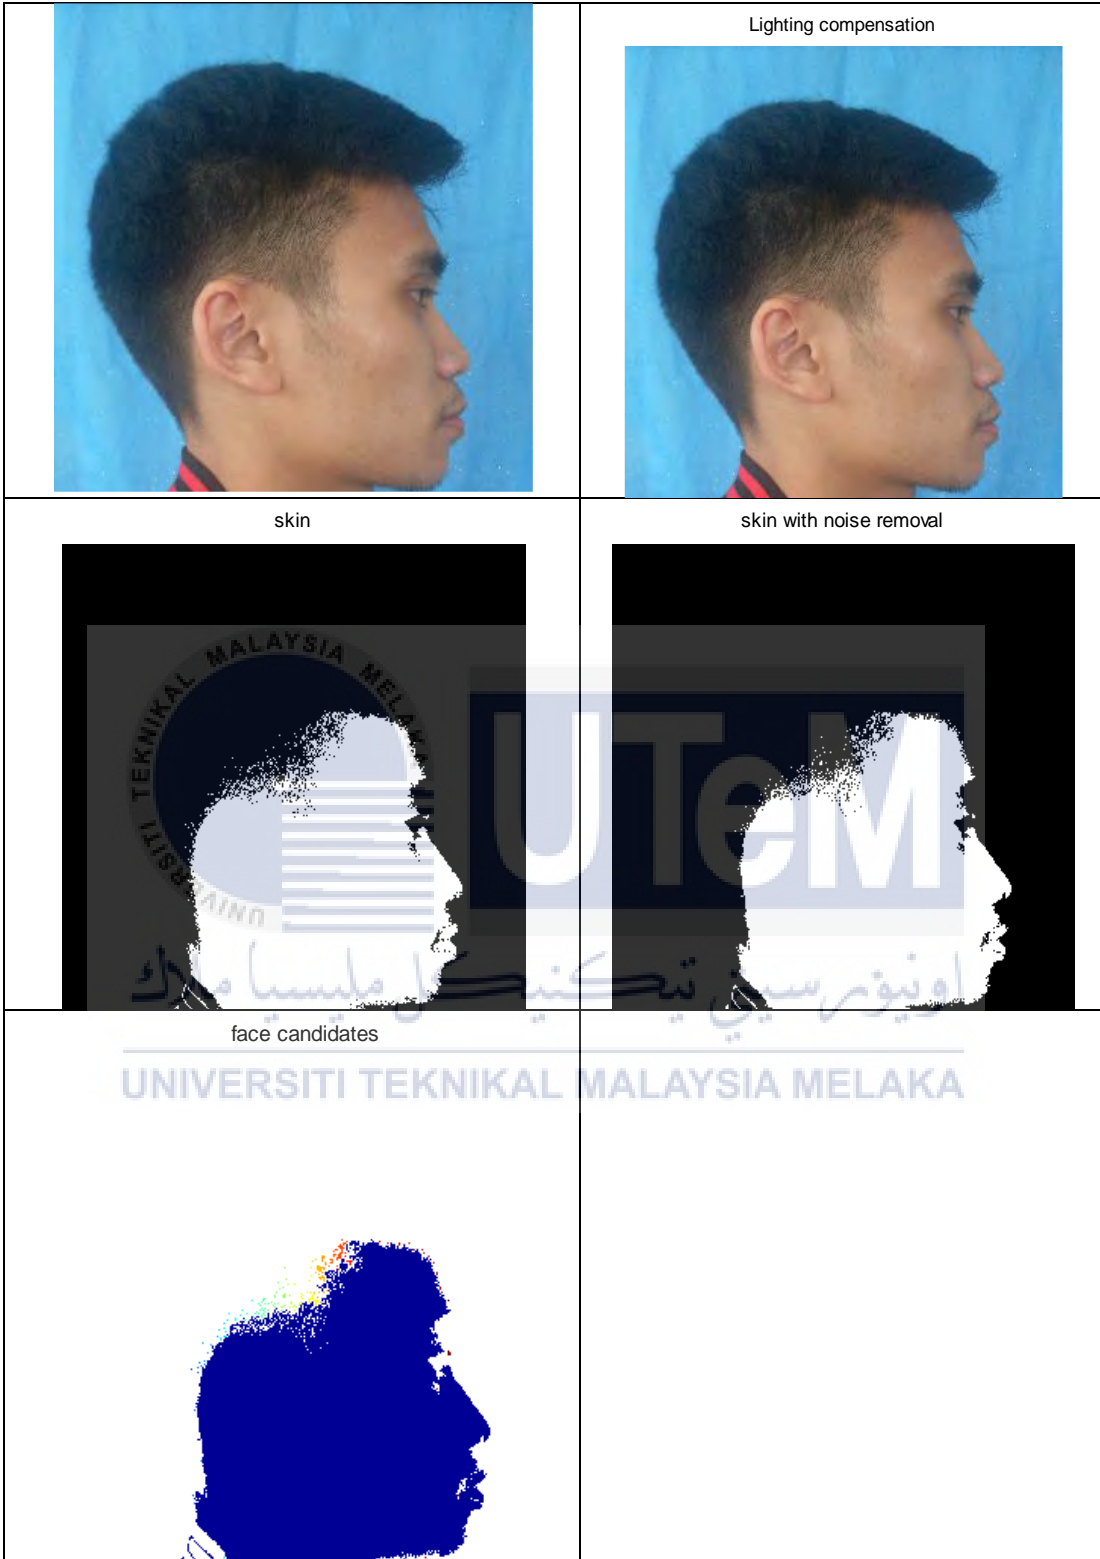 Lighting compensation
skin
skin with noise removal
UNIVERSITI TEKNIKAL MALAYSIA MELAKA
UTeM
اونيۏرسيتي تيكنيكل مليسيا ملاك
face candidates
UNIVERSITI TEKNIKAL MALAYSIA MELAKA